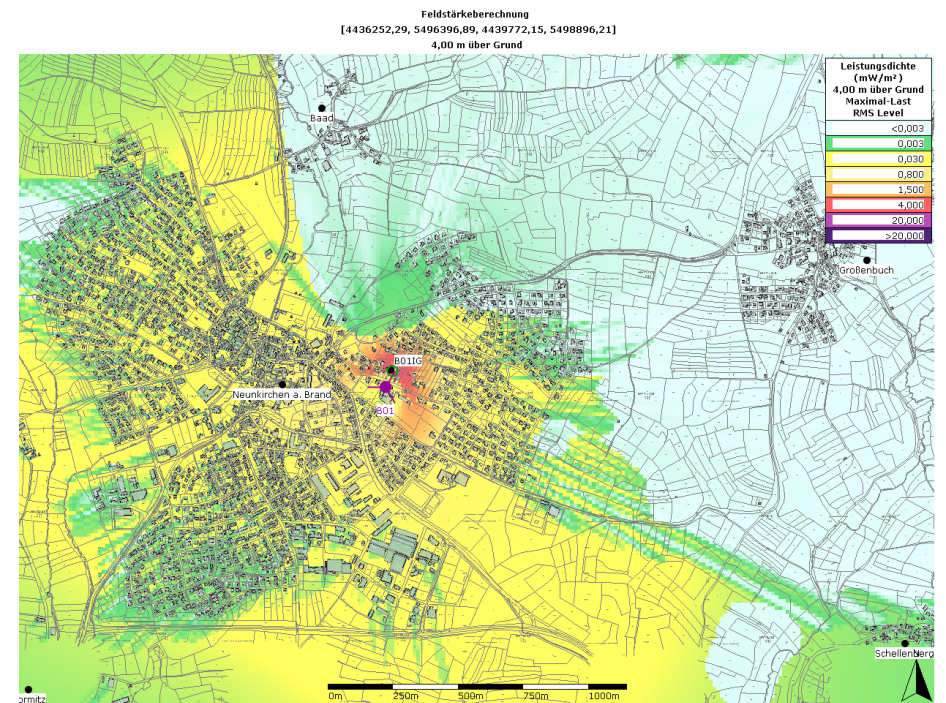 Feldstärkeberechnung
[4436252,29, 5496396,89, 4439772,15, 5498896,21]
4,00 m über Grund
Leistungsdichte
(mW/m²)
4,00 m über Grund
Maximal-Last
RMS Level
<0,003
0,003
0,030
0,800
1,500
4,000
20,000
>20,000
Baad
Großenbuch
B01IG
Neunkirchen a. Brand
B01
Schellenberg
ormitz
0m
250m
500m
750m
1000m